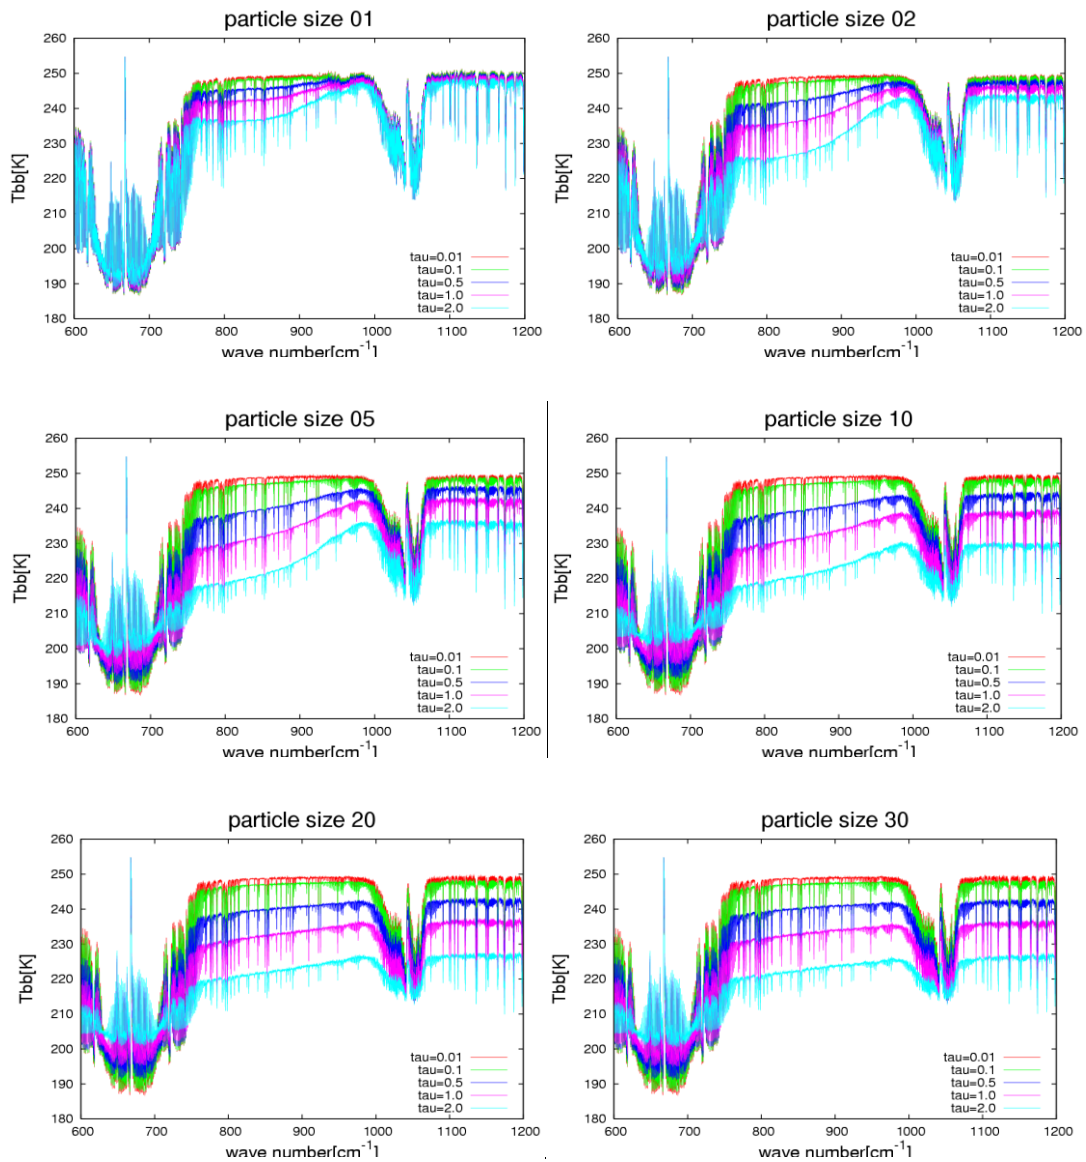 particle size 01
260
250
240
230
220
210
200
190
180
Tbb[K]
tau=0.01
tau=0.1
tau=0.5
tau=1.0
tau=2.0
600 700 800 900 1000 1100 1200
wave number[cm⁻¹]
particle size 02
260
250
240
230
220
210
200
190
180
Tbb[K]
tau=0.01
tau=0.1
tau=0.5
tau=1.0
tau=2.0
600 700 800 900 1000 1100 1200
wave number[cm⁻¹]
particle size 05
260
250
240
230
220
210
200
190
180
Tbb[K]
tau=0.01
tau=0.1
tau=0.5
tau=1.0
tau=2.0
600 700 800 900 1000 1100 1200
wave number[cm⁻¹]
particle size 10
260
250
240
230
220
210
200
190
180
Tbb[K]
tau=0.01
tau=0.1
tau=0.5
tau=1.0
tau=2.0
600 700 800 900 1000 1100 1200
wave number[cm⁻¹]
particle size 20
260
250
240
230
220
210
200
190
180
Tbb[K]
tau=0.01
tau=0.1
tau=0.5
tau=1.0
tau=2.0
600 700 800 900 1000 1100 1200
wave number[cm⁻¹]
particle size 30
260
250
240
230
220
210
200
190
180
Tbb[K]
tau=0.01
tau=0.1
tau=0.5
tau=1.0
tau=2.0
600 700 800 900 1000 1100 1200
wave number[cm⁻¹]